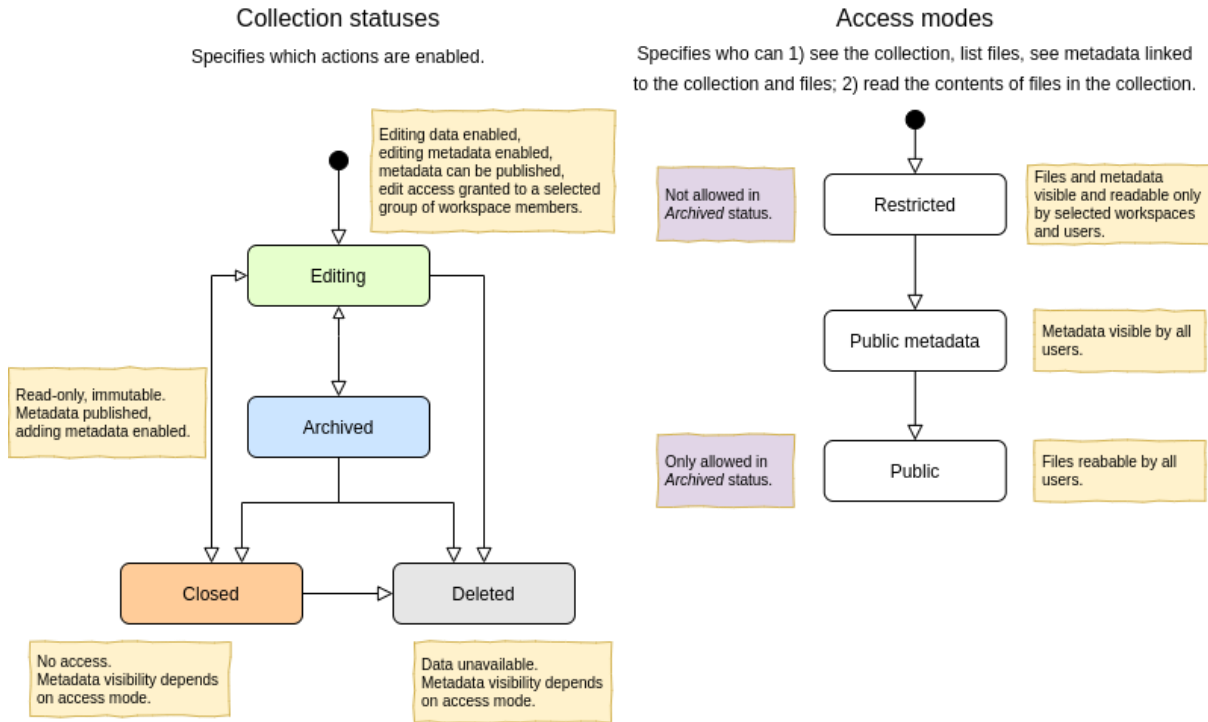 Collection statuses
Specifies which actions are enabled.
Editing data enabled,
editing metadata enabled,
metadata can be published,
edit access granted to a selected
group of workspace members.
Editing
Read-only, immutable.
Metadata published,
adding metadata enabled.
Archived
Closed
Deleted
No access.
Metadata visibility depends
on access mode.
Data unavailable.
Metadata visibility depends
on access mode.
Access modes
Specifies who can 1) see the collection, list files, see metadata linked
to the collection and files; 2) read the contents of files in the collection.
Not allowed in
Archived status.
Restricted
Files and metadata
visible and readable only
by selected workspaces
and users.
Public metadata
Metadata visible by all
users.
Only allowed in
Archived status.
Public
Files reabable by all
users.